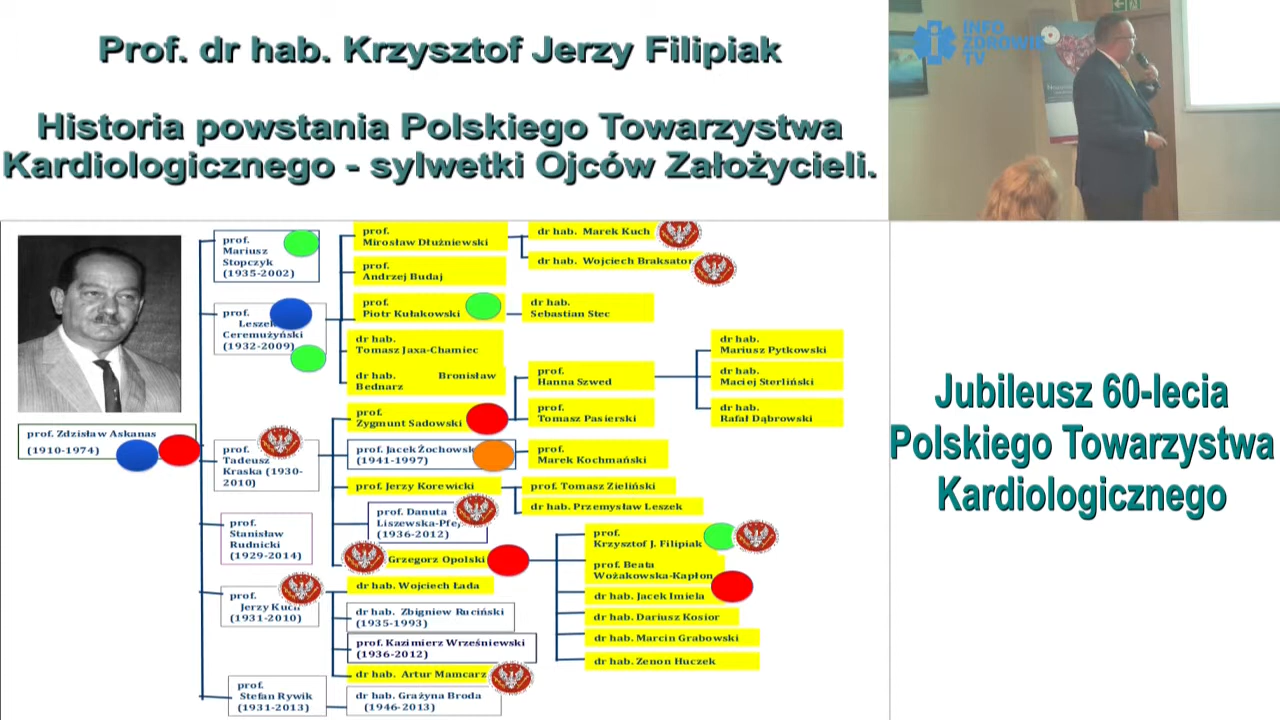 Prof. dr hab. Krzysztof Jerzy Filipiak
Historia powstania Polskiego Towarzystwa
Kardiologicznego - sylwetki Ojców Założycieli.
INFO
ZDROWIE
TV
prof. Zdzisław Askanas
(1910-1974)
prof.
Mariusz
Stopczyk
(1935-2002)
prof.
Leszek
Ceremużyński
(1932-2009)
prof.
Tadeusz
Kraska (1930-
2010)
prof.
Stanisław
Rudnicki
(1929-2014)
prof.
Jerzy Kuch
(1931-2010)
prof.
Stefan Rywik
(1931-2013)
prof.
Mirosław Dłużniewski
prof.
Andrzej Budaj
prof.
Piotr Kułakowski
dr hab.
Tomasz Jaxa-Chamiec
dr hab. Bronisław
Bednarz
prof.
Zygmunt Sadowski
prof. Jacek Żochowsk
(1941-1997)
prof. Jerzy Korewicki
prof. Danuta
Liszewska-Pfe
(1936-2012)
Grzegorz Opolski
dr hab. Wojciech Łada
dr hab. Zbigniew Ruciński
(1935-1993)
prof. Kazimierz Wrześniewski
(1936-2012)
dr hab. Artur Mamcarz
dr hab. Grażyna Broda
(1946-2013)
dr hab. Marek Kuch
dr hab. Wojciech Braksator
dr hab.
Sebastian Stec
prof.
Hanna Szwed
prof.
Tomasz Pasierski
prof.
Marek Kochmański
prof. Tomasz Zieliński
dr hab. Przemysław Leszek
prof.
Krzysztof J. Filipiak
prof. Beata
Wożakowska-Kapłon
dr hab. Jacek Imiela
dr hab. Dariusz Kosior
dr hab. Marcin Grabowski
dr hab. Zenon Huczek
dr hab.
Mariusz Pytkowski
dr hab.
Maciej Sterliński
dr hab.
Rafał Dąbrowski
Jubileusz 60-lecia
Polskiego Towarzystwa
Kardiologicznego